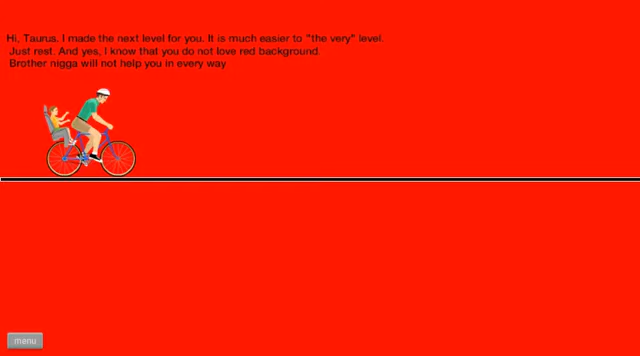 Hi, Taurus. I made the next level for you. It is much easier to "the very" level.
Just rest. And yes, I know that you do not love red background.
Brother nigga will not help you in every way
menu